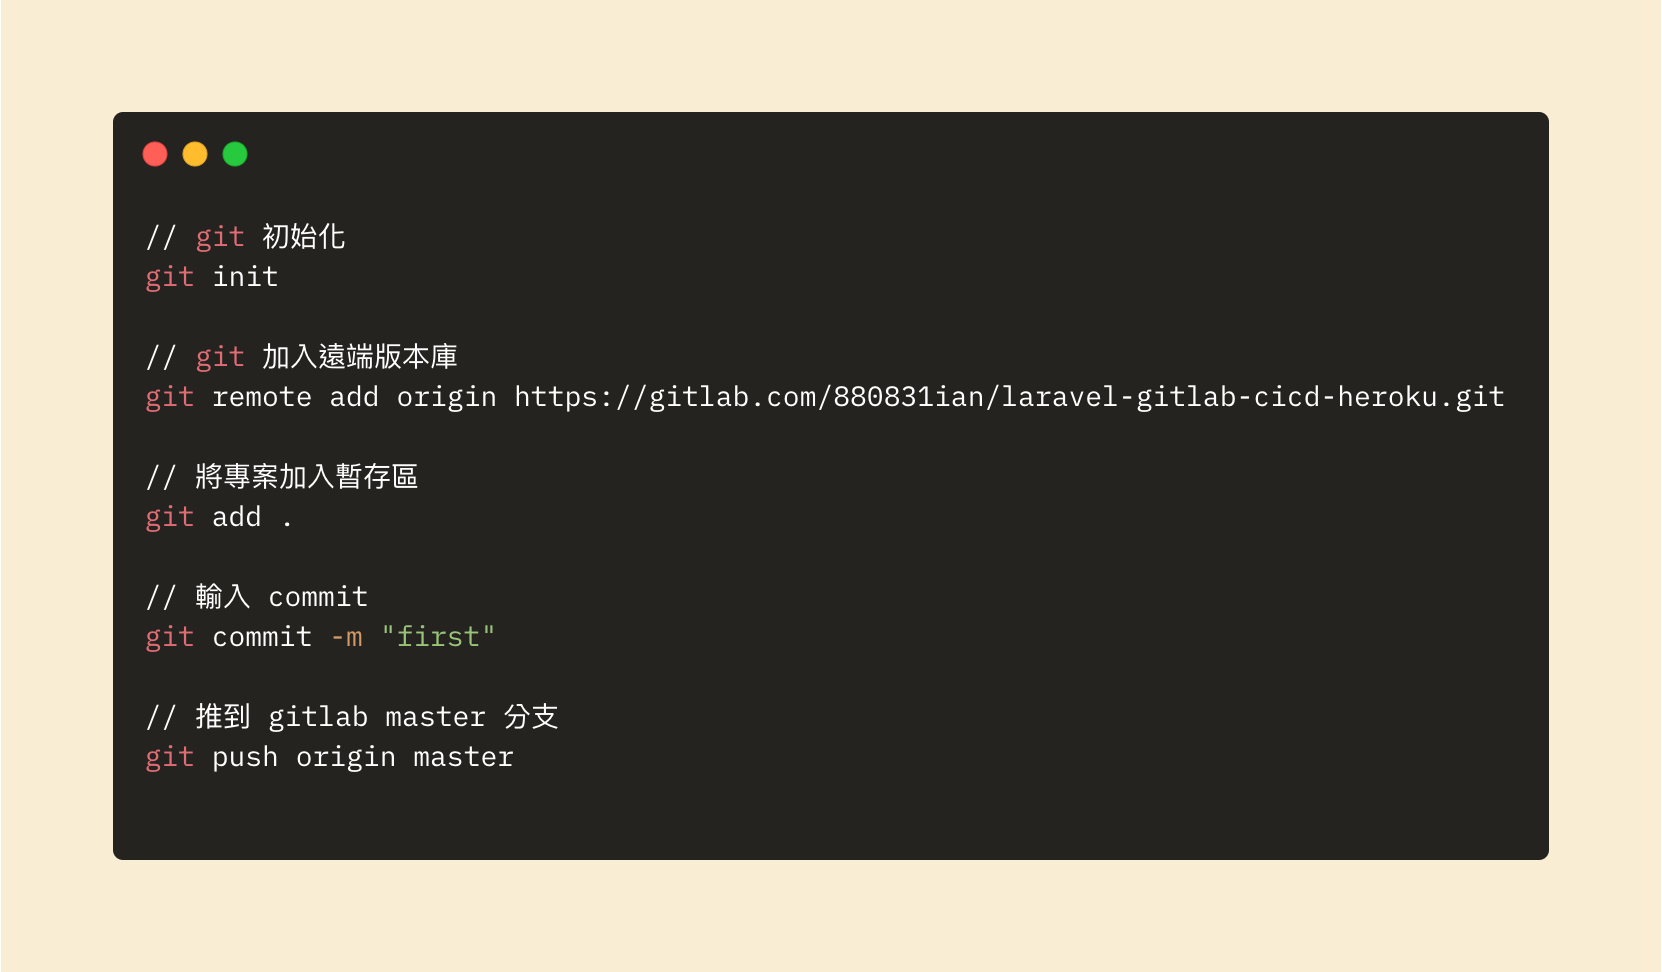 // git 初始化
git init
// git 加入遠端版本庫
git remote add origin https://gitlab.com/880831ian/laravel-gitlab-cicd-heroku.git
// 將專案加入暫存區
git add .
// 輸入 commit
git commit -m "first"
// 推到 gitlab master 分支
git push origin master